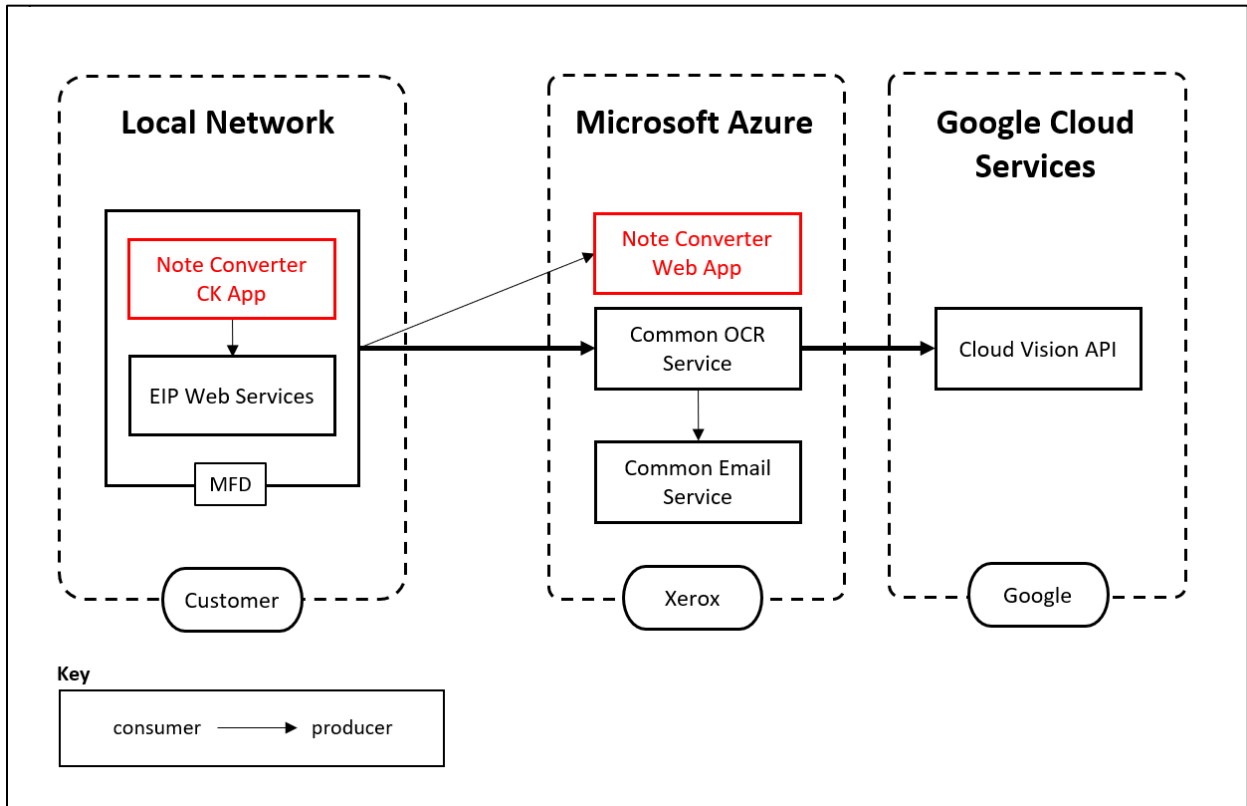 Local Network
Note Converter
CK App
EIP Web Services
MFD
Customer
Microsoft Azure
Note Converter
Web App
Common OCR
Service
Common Email
Service
Xerox
Google Cloud
Services
Cloud Vision API
Google
Key
consumer
producer